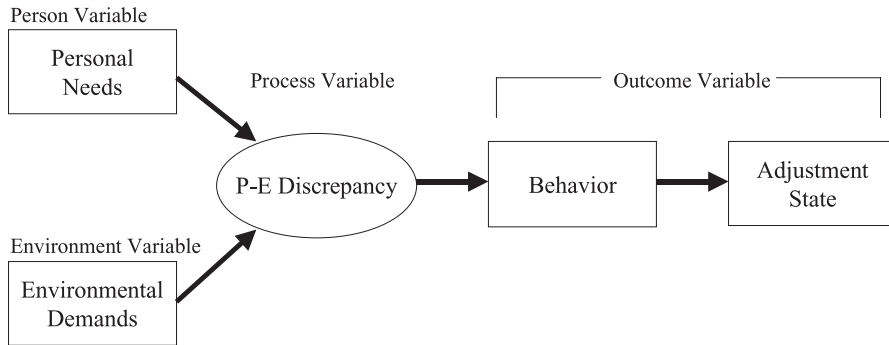 Person Variable
Personal
Needs
Process Variable
Outcome Variable
P-E Discrepancy
Behavior
Adjustment
State
Environment Variable
Environmental
Demands